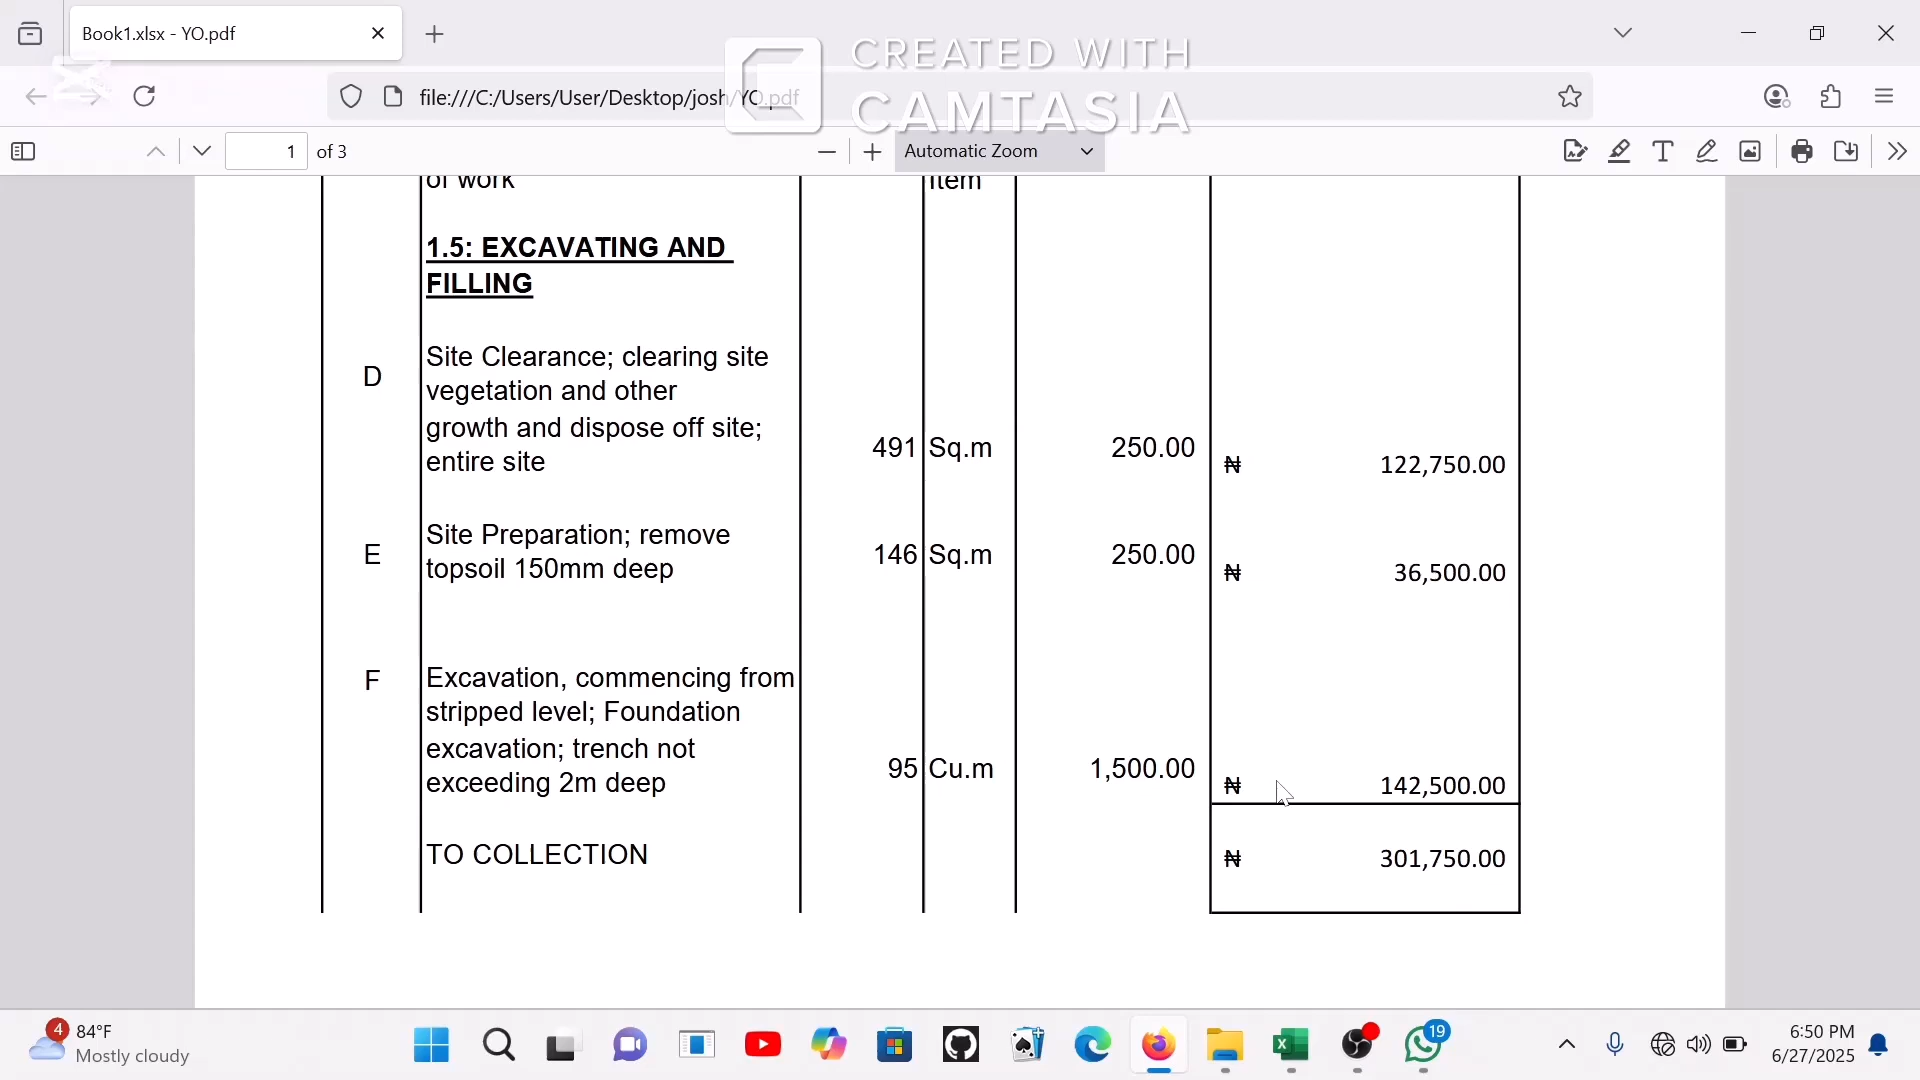 Book1.xlsx - YO.pdf
CREATED WITH
CAMTASIA
file:///C:/Users/User/Desktop/josh/YO.pdf
1 of 3
Automatic Zoom
of work
Item
1.5: EXCAVATING AND
FILLING
D
Site Clearance; clearing site
vegetation and other
growth and dispose off site;
entire site
491 Sq.m 250.00 ₦ 122,750.00
E
Site Preparation; remove
topsoil 150mm deep
146 Sq.m 250.00 ₦ 36,500.00
F
Excavation, commencing from
stripped level; Foundation
excavation; trench not
exceeding 2m deep
95 Cu.m 1,500.00 ₦ 142,500.00
TO COLLECTION ₦ 301,750.00
4
84°F
Mostly cloudy
19
6:50 PM
6/27/2025